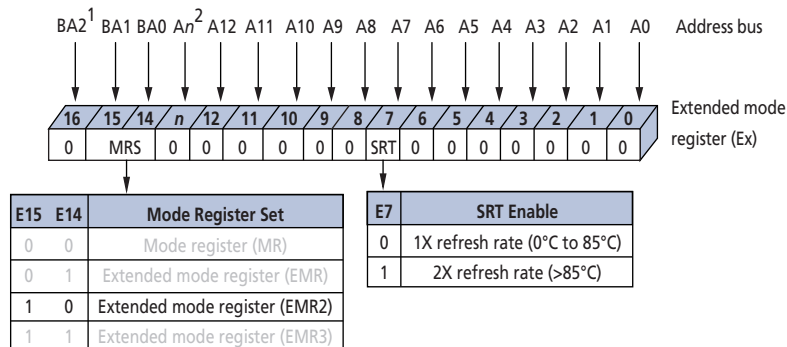 BA2¹ BA1 BA0 An² A12 A11 A10 A9 A8 A7 A6 A5 A4 A3 A2 A1 A0 Address bus
16 15 14 n 12 11 10 9 8 7 6 5 4 3 2 1 0 Extended mode
register (Ex)
0 MRS 0 0 0 0 0 0 SRT 0 0 0 0 0 0 0
E15 E14 Mode Register Set
0 0 Mode register (MR)
0 1 Extended mode register (EMR)
1 0 Extended mode register (EMR2)
1 1 Extended mode register (EMR3)
E7 SRT Enable
0 1X refresh rate (0°C to 85°C)
1 2X refresh rate (>85°C)